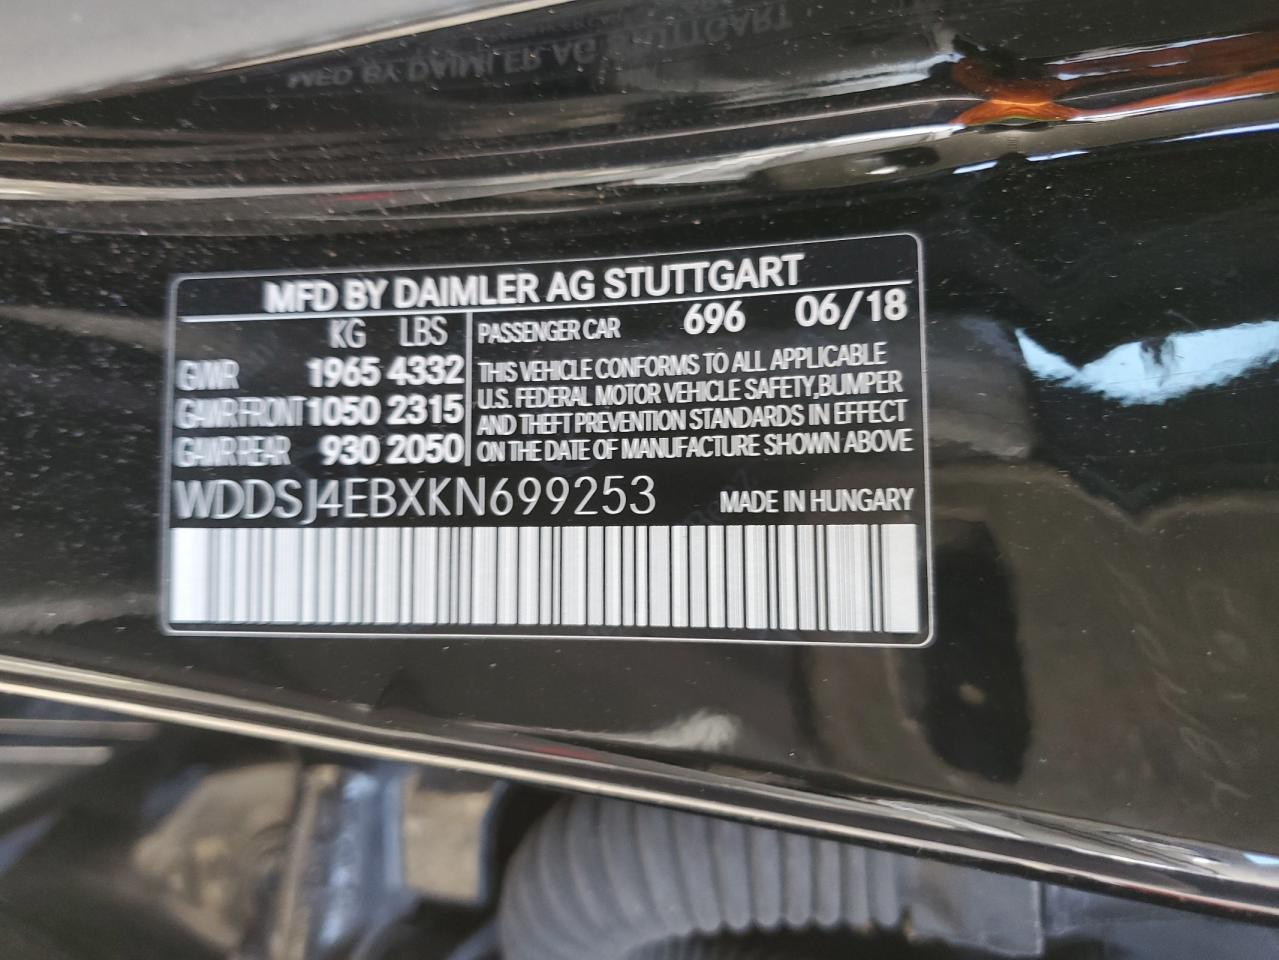 MFD BY DAIMLER AG STUTTGART
KG LBS
GVWR 1965 4332
GAWR FRONT 1050 2315
GAWR REAR 930 2050
PASSENGER CAR 696 06/18
THIS VEHICLE CONFORMS TO ALL APPLICABLE
U.S. FEDERAL MOTOR VEHICLE SAFETY,BUMPER
AND THEFT PREVENTION STANDARDS IN EFFECT
ON THE DATE OF MANUFACTURE SHOWN ABOVE
WDDSJ4EBXKN699253 MADE IN HUNGARY